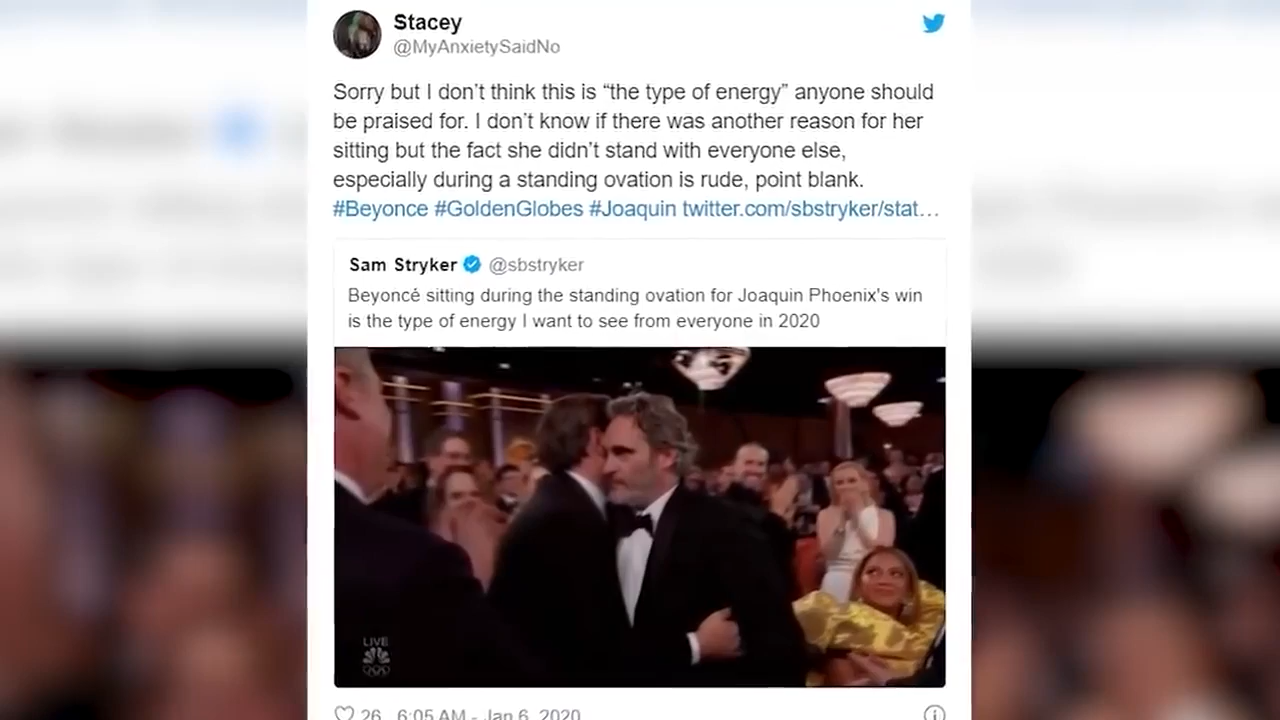 Stacey
@MyAnxietySaidNo
Sorry but I don't think this is “the type of energy” anyone should
be praised for. I don't know if there was another reason for her
sitting but the fact she didn't stand with everyone else,
especially during a standing ovation is rude, point blank.
#Beyonce #GoldenGlobes #Joaquin twitter.com/sbstryker/stat…
Sam Stryker @sbstryker
Beyoncé sitting during the standing ovation for Joaquin Phoenix's win
is the type of energy I want to see from everyone in 2020
LIVE
26 6:05 AM - Jan 6, 2020